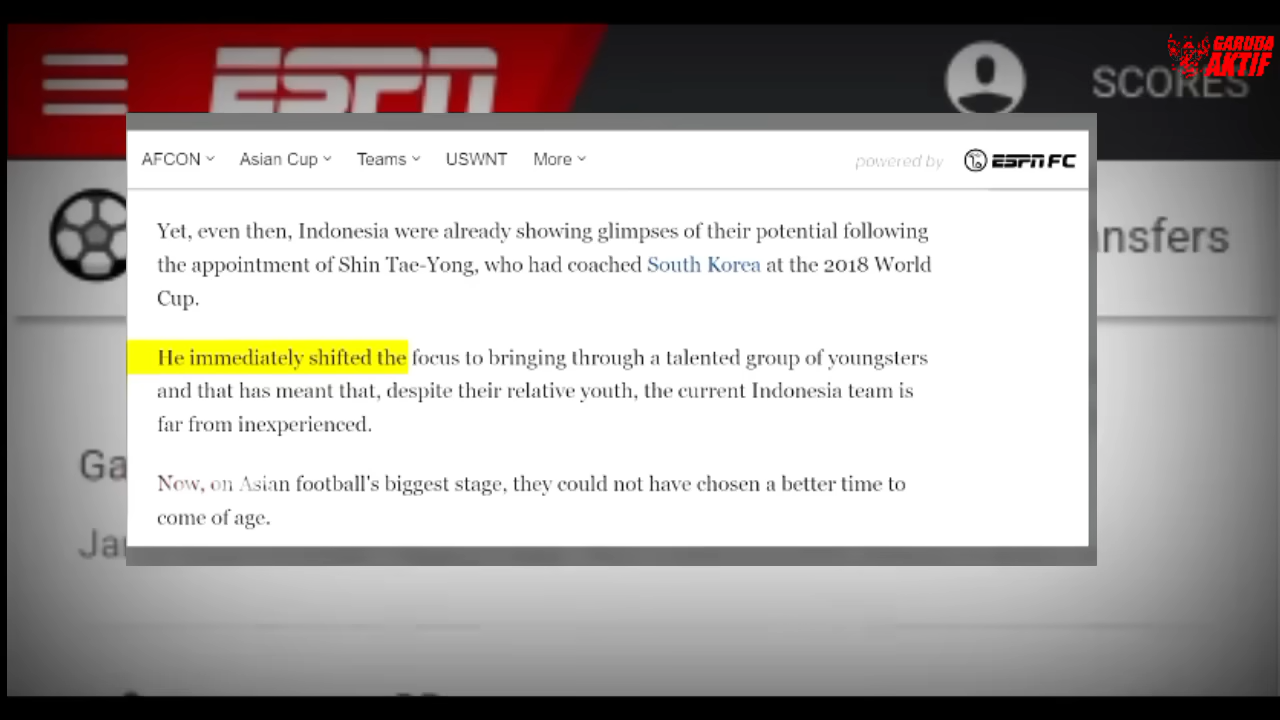 ESPN
SCORES
GARUDA
AKTIF
AFCON Asian Cup Teams USWNT More powered by ESPN FC
Yet, even then, Indonesia were already showing glimpses of their potential following
the appointment of Shin Tae-Yong, who had coached South Korea at the 2018 World
Cup.
He immediately shifted the focus to bringing through a talented group of youngsters
and that has meant that, despite their relative youth, the current Indonesia team is
far from inexperienced.
Now, on Asian football's biggest stage, they could not have chosen a better time to
come of age.